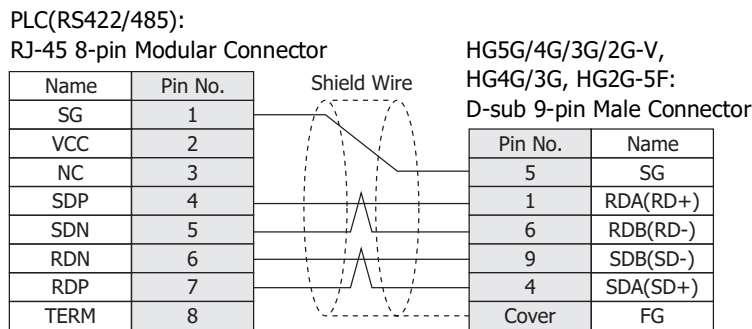 PLC(RS422/485):
RJ-45 8-pin Modular Connector
HG5G/4G/3G/2G-V,
HG4G/3G, HG2G-5F:
D-sub 9-pin Male Connector
Shield Wire
Name Pin No.
SG 1
VCC 2
NC 3
SDP 4
SDN 5
RDN 6
RDP 7
TERM 8
Pin No. Name
5 SG
1 RDA(RD+)
6 RDB(RD-)
9 SDB(SD-)
4 SDA(SD+)
Cover FG